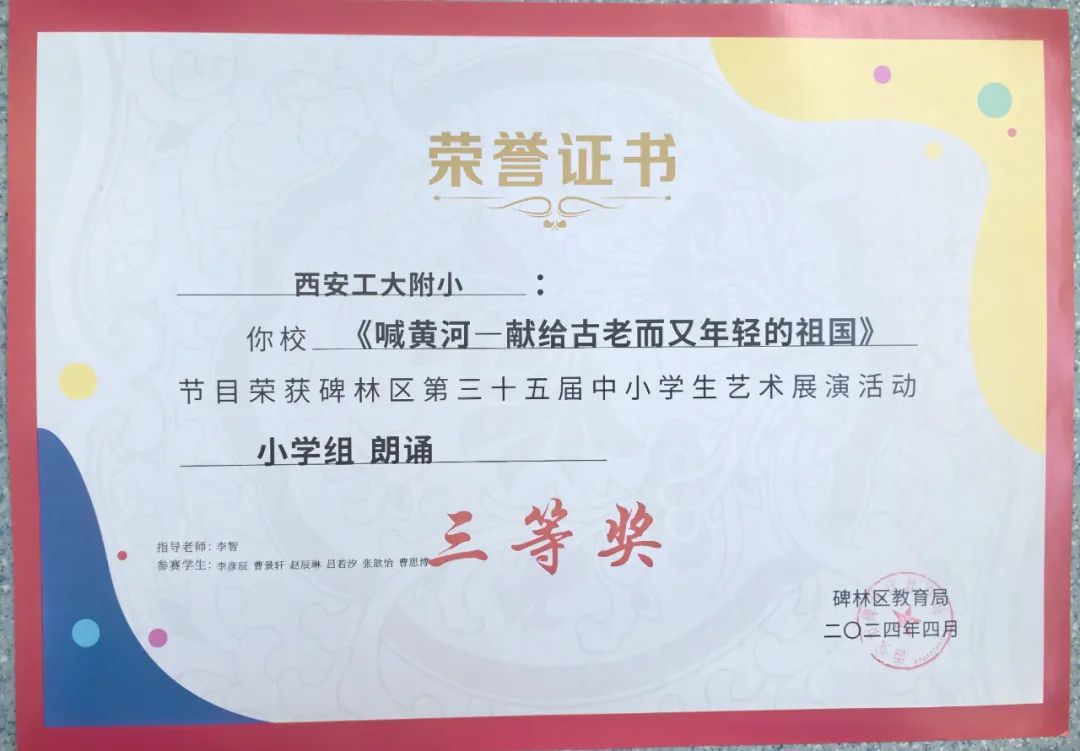 荣誉证书
西安工大附小：
你校《喊黄河—献给古老而又年轻的祖国》
节目荣获碑林区第三十五届中小学生艺术展演活动
小学组 朗诵
三等奖
指导老师：李智
参赛学生：李彦辰 曹景轩 赵辰琳 吕若汐 张歆怡 曹思博
碑林区教育局
二〇二四年四月